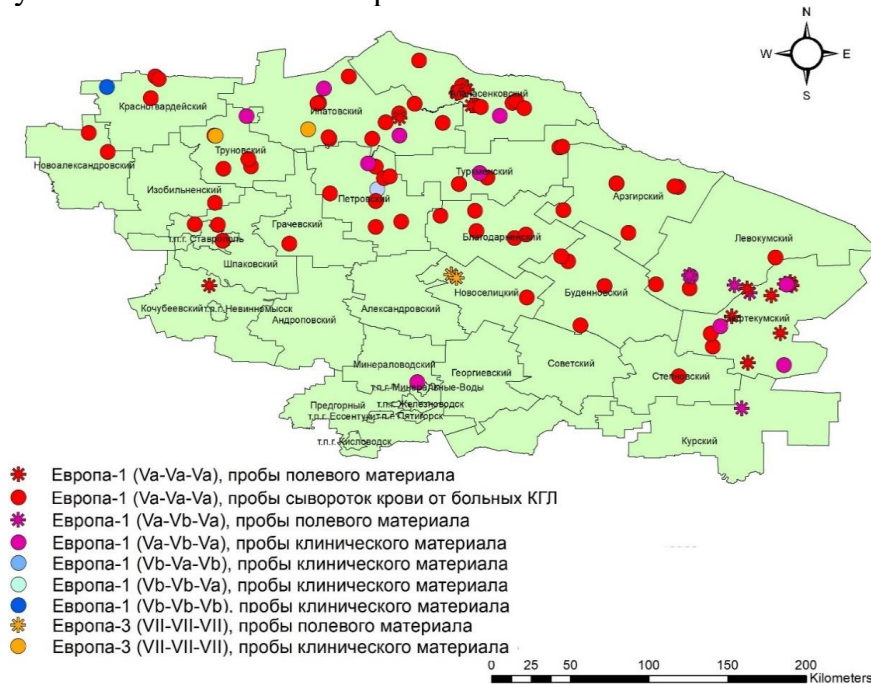 N
W E
S
Красногвардейский
Ипатовский
Апанасенковский
Новоалександровский
Труновский
Туркменский
Изобильненский
Петровский
Арзгирский
Грачевский
Благодарненский
Левокумский
т.п.г. Ставрополь
Шпаковский
Кочубеевский т.п.г. Невинномысск
Александровский
Новоселицкий
Буденновский
Нефтекумский
Андроповский
Минераловодский
Георгиевский
Советский
Степновский
т.п.г. Минеральные-Воды
Предгорный т.п.г. Железноводск
т.п.г. Ессентуки т.п.г. Пятигорск
т.п.г. Кисловодск
Курский
Европа-1 (Va-Va-Va), пробы полевого материала
Европа-1 (Va-Va-Va), пробы сывороток крови от больных КГЛ
Европа-1 (Va-Vb-Va), пробы полевого материала
Европа-1 (Va-Vb-Va), пробы клинического материала
Европа-1 (Vb-Va-Vb), пробы клинического материала
Европа-1 (Vb-Vb-Va), пробы клинического материала
Европа-1 (Vb-Vb-Vb), пробы клинического материала
Европа-3 (VII-VII-VII), пробы полевого материала
Европа-3 (VII-VII-VII), пробы клинического материала
0 25 50 100 150 200
Kilometers